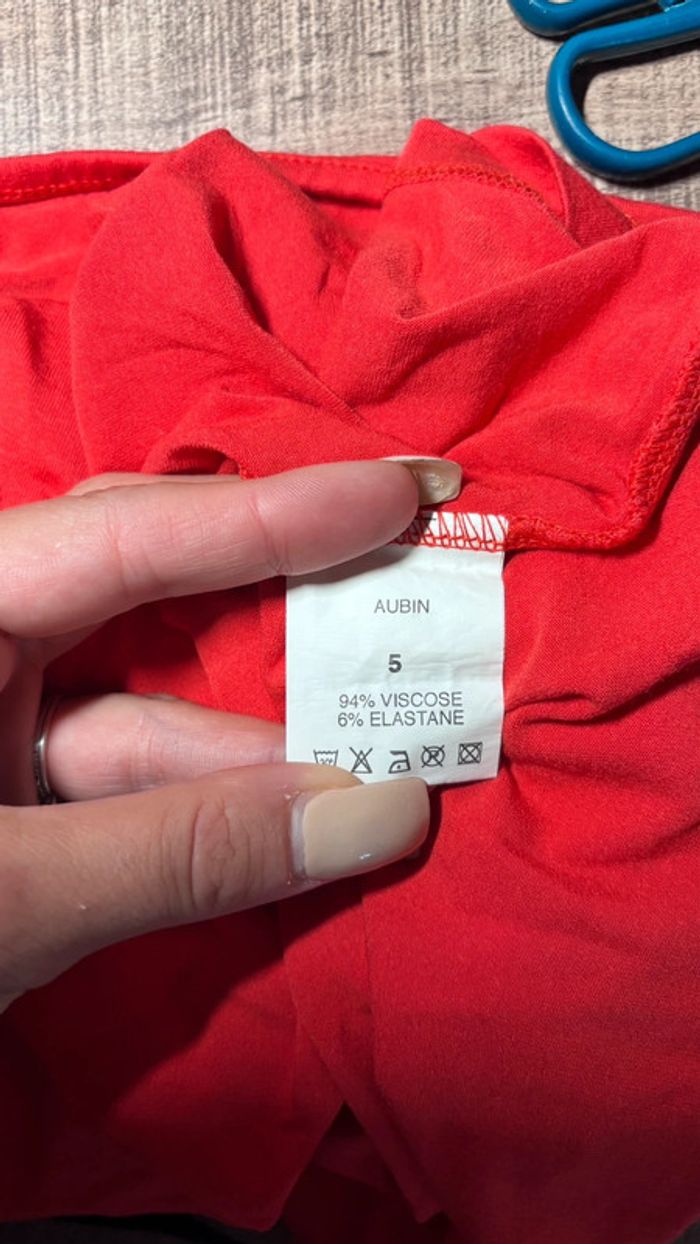 AUBIN
5
94% VISCOSE
6% ELASTANE